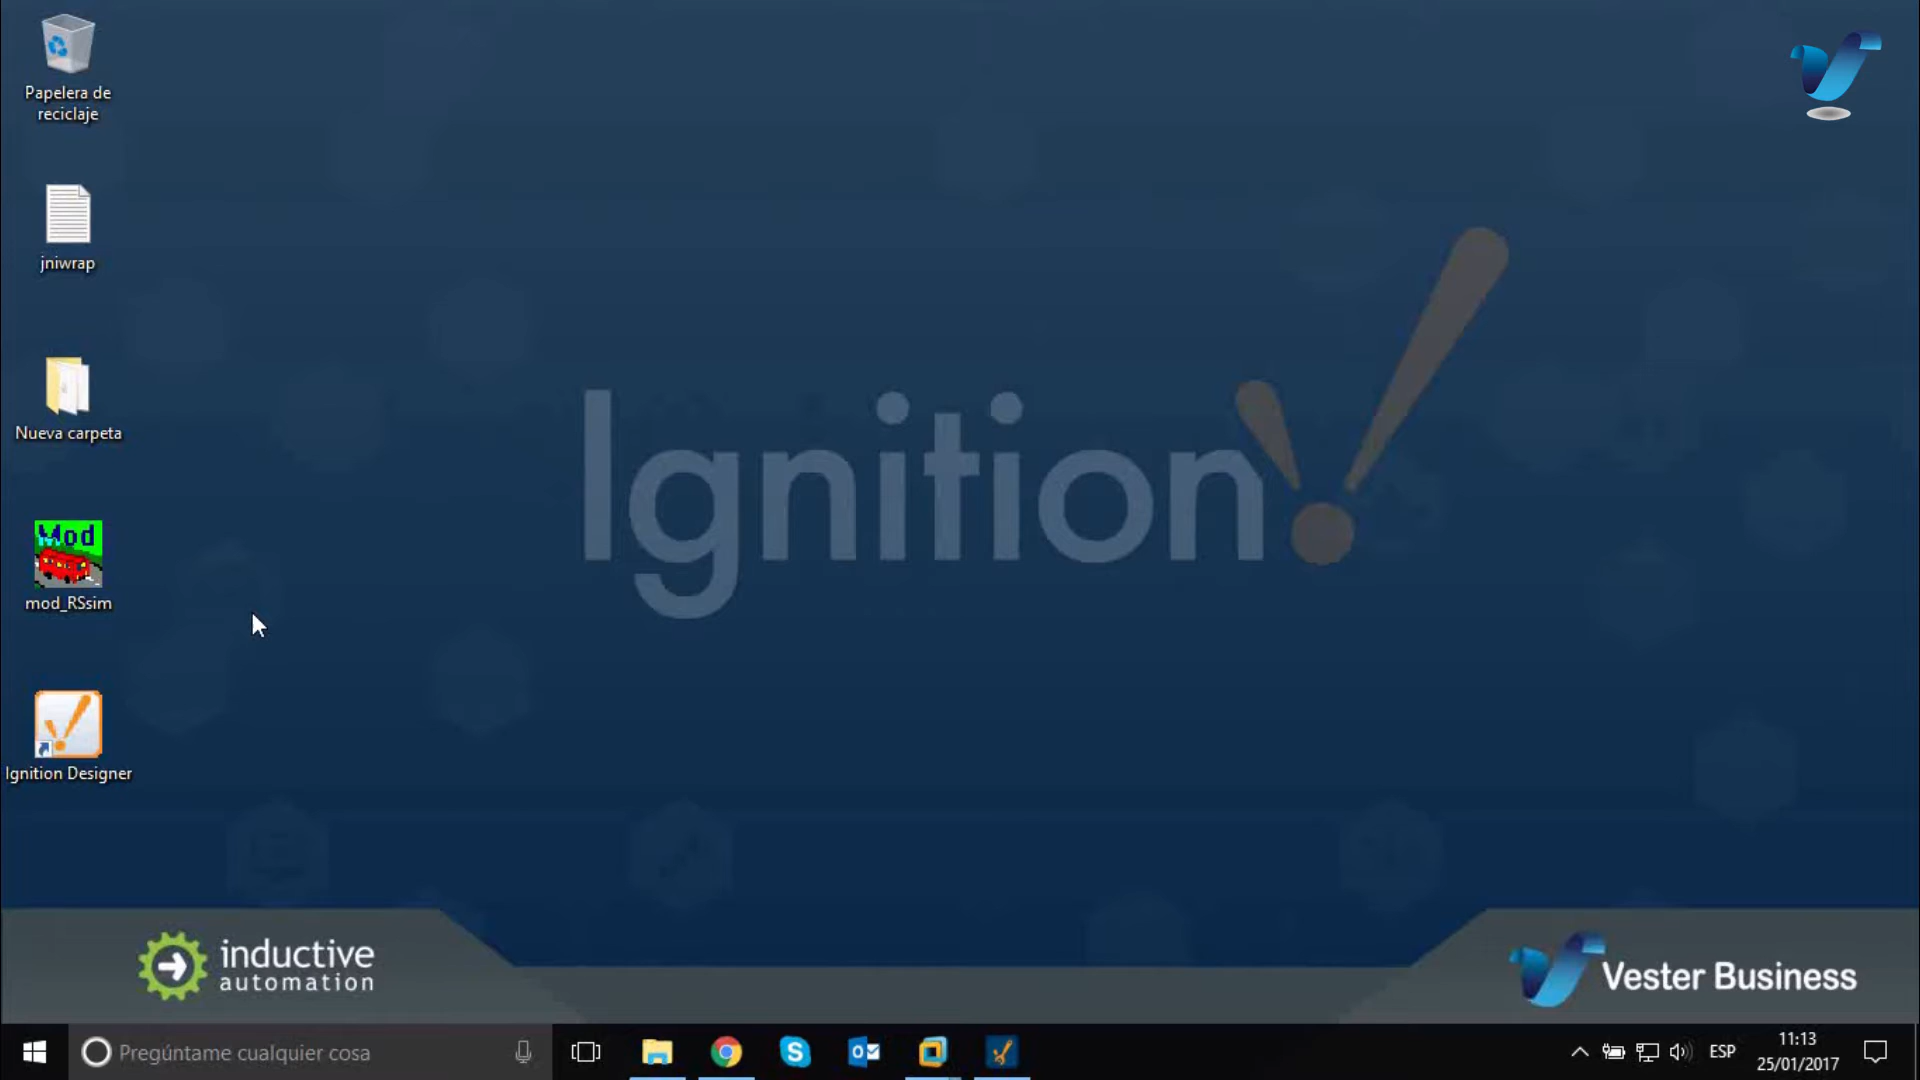 Papelera de
reciclaje
jniwrap
Nueva carpeta
Mod
mod_RSsim
Ignition Designer
Ignition
inductive
automation
Vester Business
Pregúntame cualquier cosa
ESP
11:13
25/01/2017